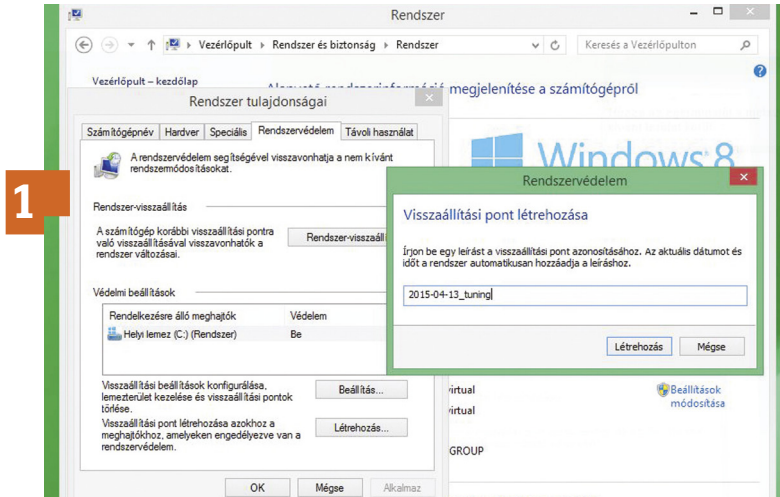 Rendszer
Vezérlőpult ▸ Rendszer és biztonság ▸ Rendszer
Keresés a Vezérlőpulton
Vezérlőpult – kezdőlap
megjelenítése a számítógépről
Windows 8
Rendszer tulajdonságai
Számítógépnév
Hardver
Speciális
Rendszervédelem
Távoli használat
A rendszervédelem segítségével visszavonhatja a nem kívánt
rendszermódosításokat.
1
Rendszer-visszaállítás
A számítógép korábbi visszaállítási pontra
való visszaállításával visszavonhatók a
rendszer változásai.
Rendszer-visszaáll
Védelmi beállítások
Rendelkezésre álló meghajtók
Védelem
Helyi lemez (C:) (Rendszer)
Be
Visszaállítási beállítások konfigurálása,
lemezterület kezelése és visszaállítási pontok
törlése.
Beállítás...
Visszaállítási pont létrehozása azokhoz a
meghajtókhoz, amelyeken engedélyezve van a
rendszervédelem.
Létrehozás...
OK
Mégse
Alkalmaz
Rendszervédelem
Visszaállítási pont létrehozása
Írjon be egy leírást a visszaállítási pont azonosításához. Az aktuális dátumot és
időt a rendszer automatikusan hozzáadja a leíráshoz.
2015-04-13_tuning
Létrehozás
Mégse
virtual
virtual
GROUP
Beállítások
módosítása